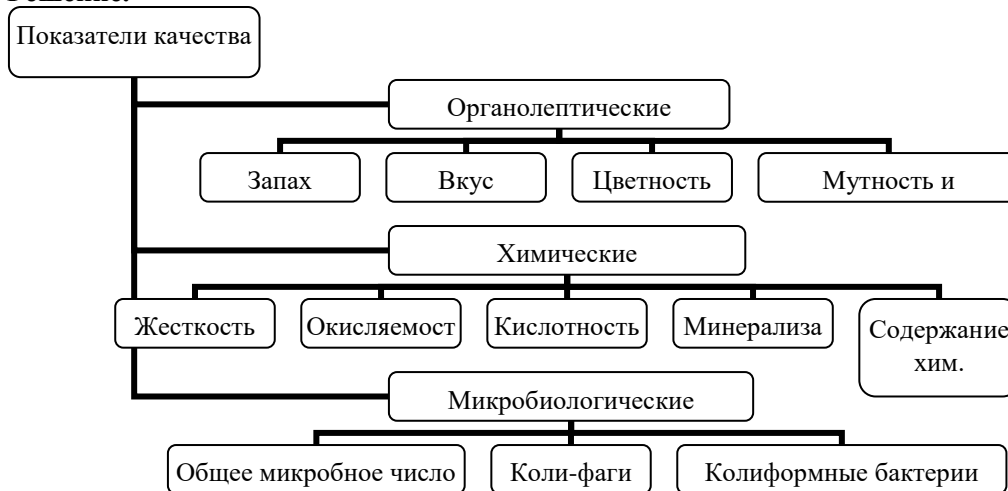 Показатели качества
Органолептические
Запах
Вкус
Цветность
Мутность и
Химические
Жесткость
Окисляемост
Кислотность
Минерализа
Содержание
хим.
Микробиологические
Общее микробное число
Коли-фаги
Колиформные бактерии